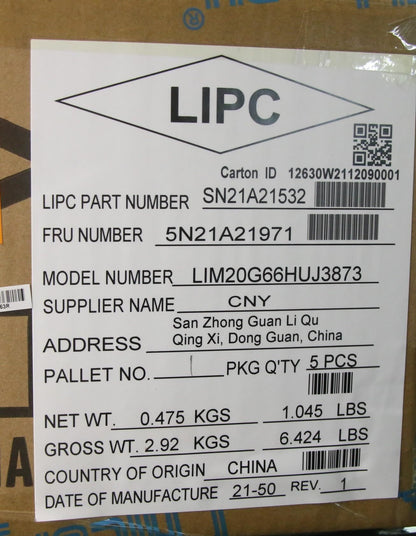 LIPC
Carton ID 12630W2112090001
LIPC PART NUMBER SN21A21532
FRU NUMBER 5N21A21971
MODEL NUMBER LIM20G66HUJ3873
SUPPLIER NAME CNY
San Zhong Guan Li Qu
ADDRESS Qing Xi, Dong Guan, China
PALLET NO. PKG Q'TY 5 PCS
NET WT. 0.475 KGS 1.045 LBS
GROSS WT. 2.92 KGS 6.424 LBS
COUNTRY OF ORIGIN CHINA
DATE OF MANUFACTURE 21-50 REV. 1